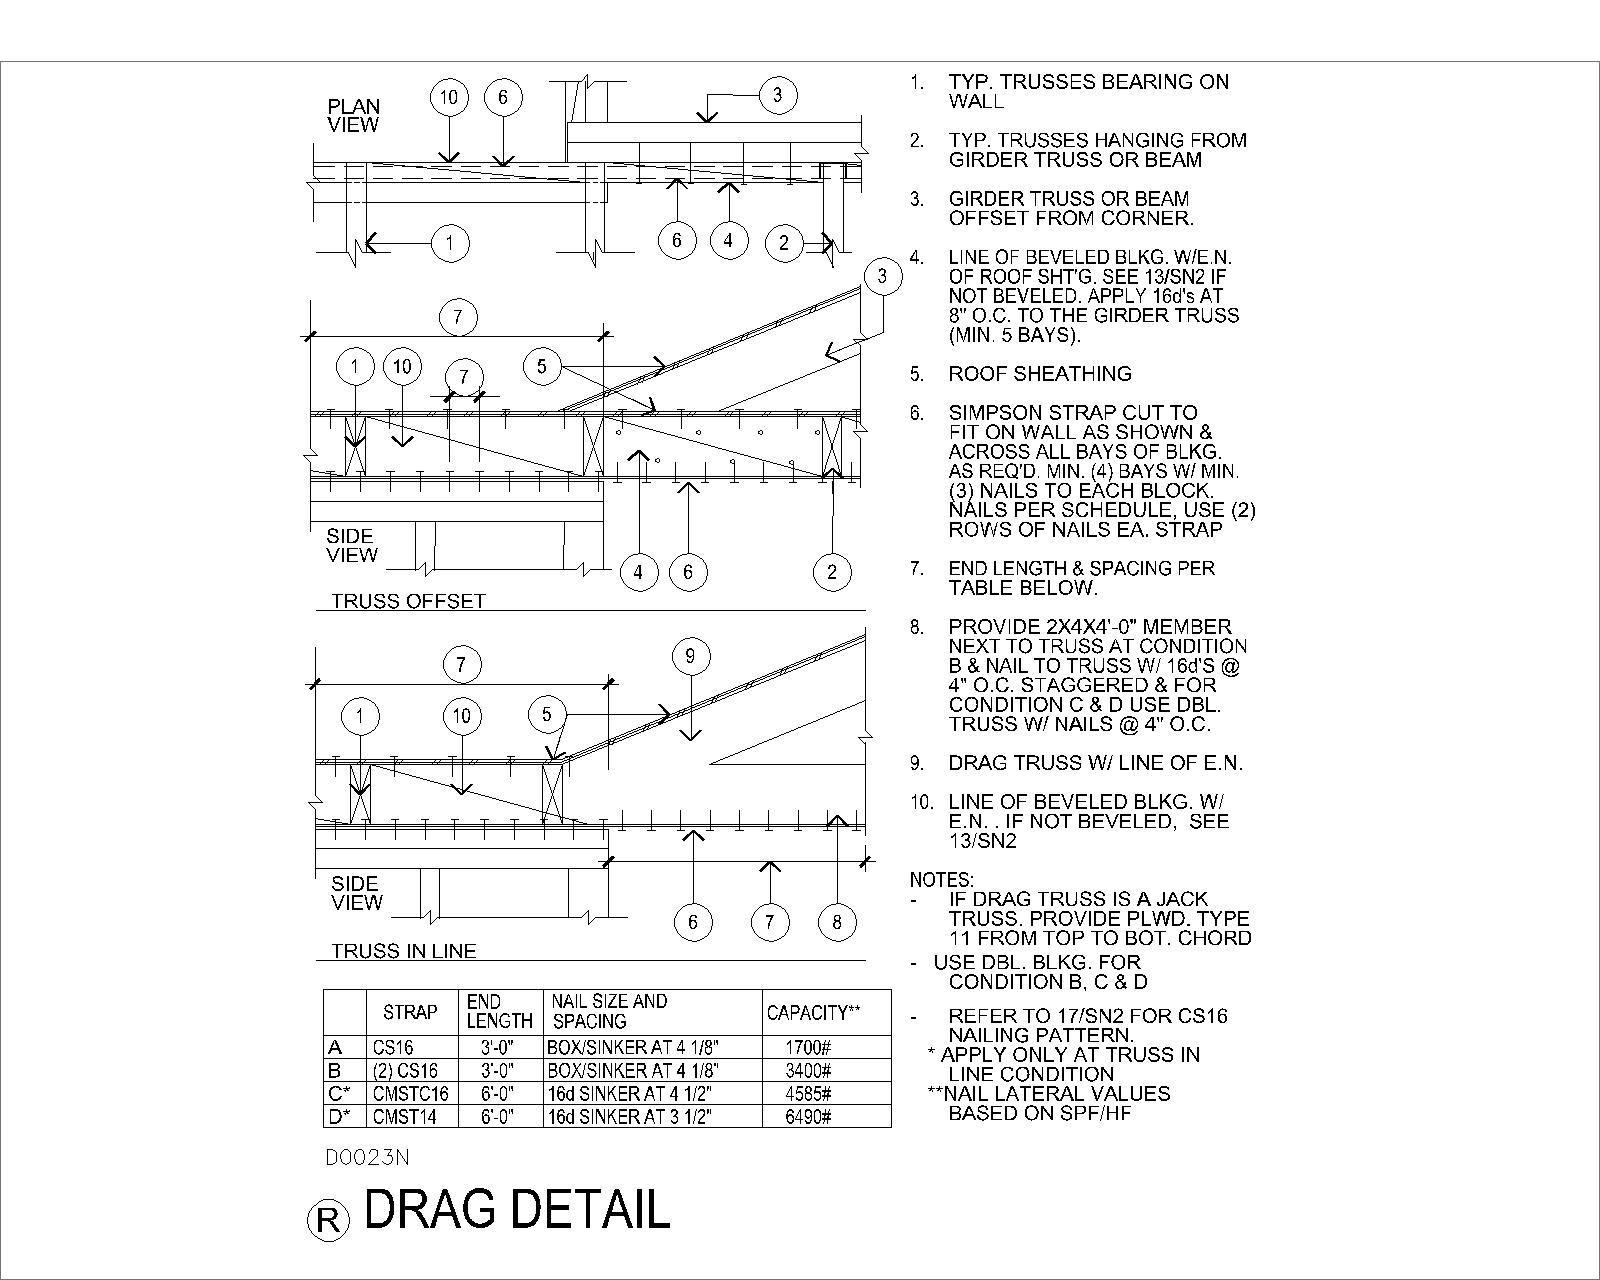 PLAN
VIEW
10
6
3
1
6
4
2
3
7
1
10
7
5
SIDE
VIEW
4
6
2
TRUSS OFFSET
7
9
1
10
5
SIDE
VIEW
6
7
8
TRUSS IN LINE
STRAP END LENGTH NAIL SIZE AND SPACING CAPACITY**
A CS16 3'-0" BOX/SINKER AT 4 1/8" 1700#
B (2) CS16 3'-0" BOX/SINKER AT 4 1/8" 3400#
C* CMSTC16 6'-0" 16d SINKER AT 4 1/2" 4585#
D* CMST14 6'-0" 16d SINKER AT 3 1/2" 6490#
D0023N
R DRAG DETAIL
1. TYP. TRUSSES BEARING ON
WALL
2. TYP. TRUSSES HANGING FROM
GIRDER TRUSS OR BEAM
3. GIRDER TRUSS OR BEAM
OFFSET FROM CORNER.
4. LINE OF BEVELED BLKG. W/E.N.
OF ROOF SHT'G. SEE 13/SN2 IF
NOT BEVELED. APPLY 16d's AT
8" O.C. TO THE GIRDER TRUSS
(MIN. 5 BAYS).
5. ROOF SHEATHING
6. SIMPSON STRAP CUT TO
FIT ON WALL AS SHOWN &
ACROSS ALL BAYS OF BLKG.
AS REQ'D. MIN. (4) BAYS W/ MIN.
(3) NAILS TO EACH BLOCK.
NAILS PER SCHEDULE, USE (2)
ROWS OF NAILS EA. STRAP
7. END LENGTH & SPACING PER
TABLE BELOW.
8. PROVIDE 2X4X4'-0" MEMBER
NEXT TO TRUSS AT CONDITION
B & NAIL TO TRUSS W/ 16d'S @
4" O.C. STAGGERED & FOR
CONDITION C & D USE DBL.
TRUSS W/ NAILS @ 4" O.C.
9. DRAG TRUSS W/ LINE OF E.N.
10. LINE OF BEVELED BLKG. W/
E.N. . IF NOT BEVELED, SEE
13/SN2
NOTES:
- IF DRAG TRUSS IS A JACK
TRUSS. PROVIDE PLWD. TYPE
11 FROM TOP TO BOT. CHORD
- USE DBL. BLKG. FOR
CONDITION B, C & D
- REFER TO 17/SN2 FOR CS16
NAILING PATTERN.
* APPLY ONLY AT TRUSS IN
LINE CONDITION
**NAIL LATERAL VALUES
BASED ON SPF/HF